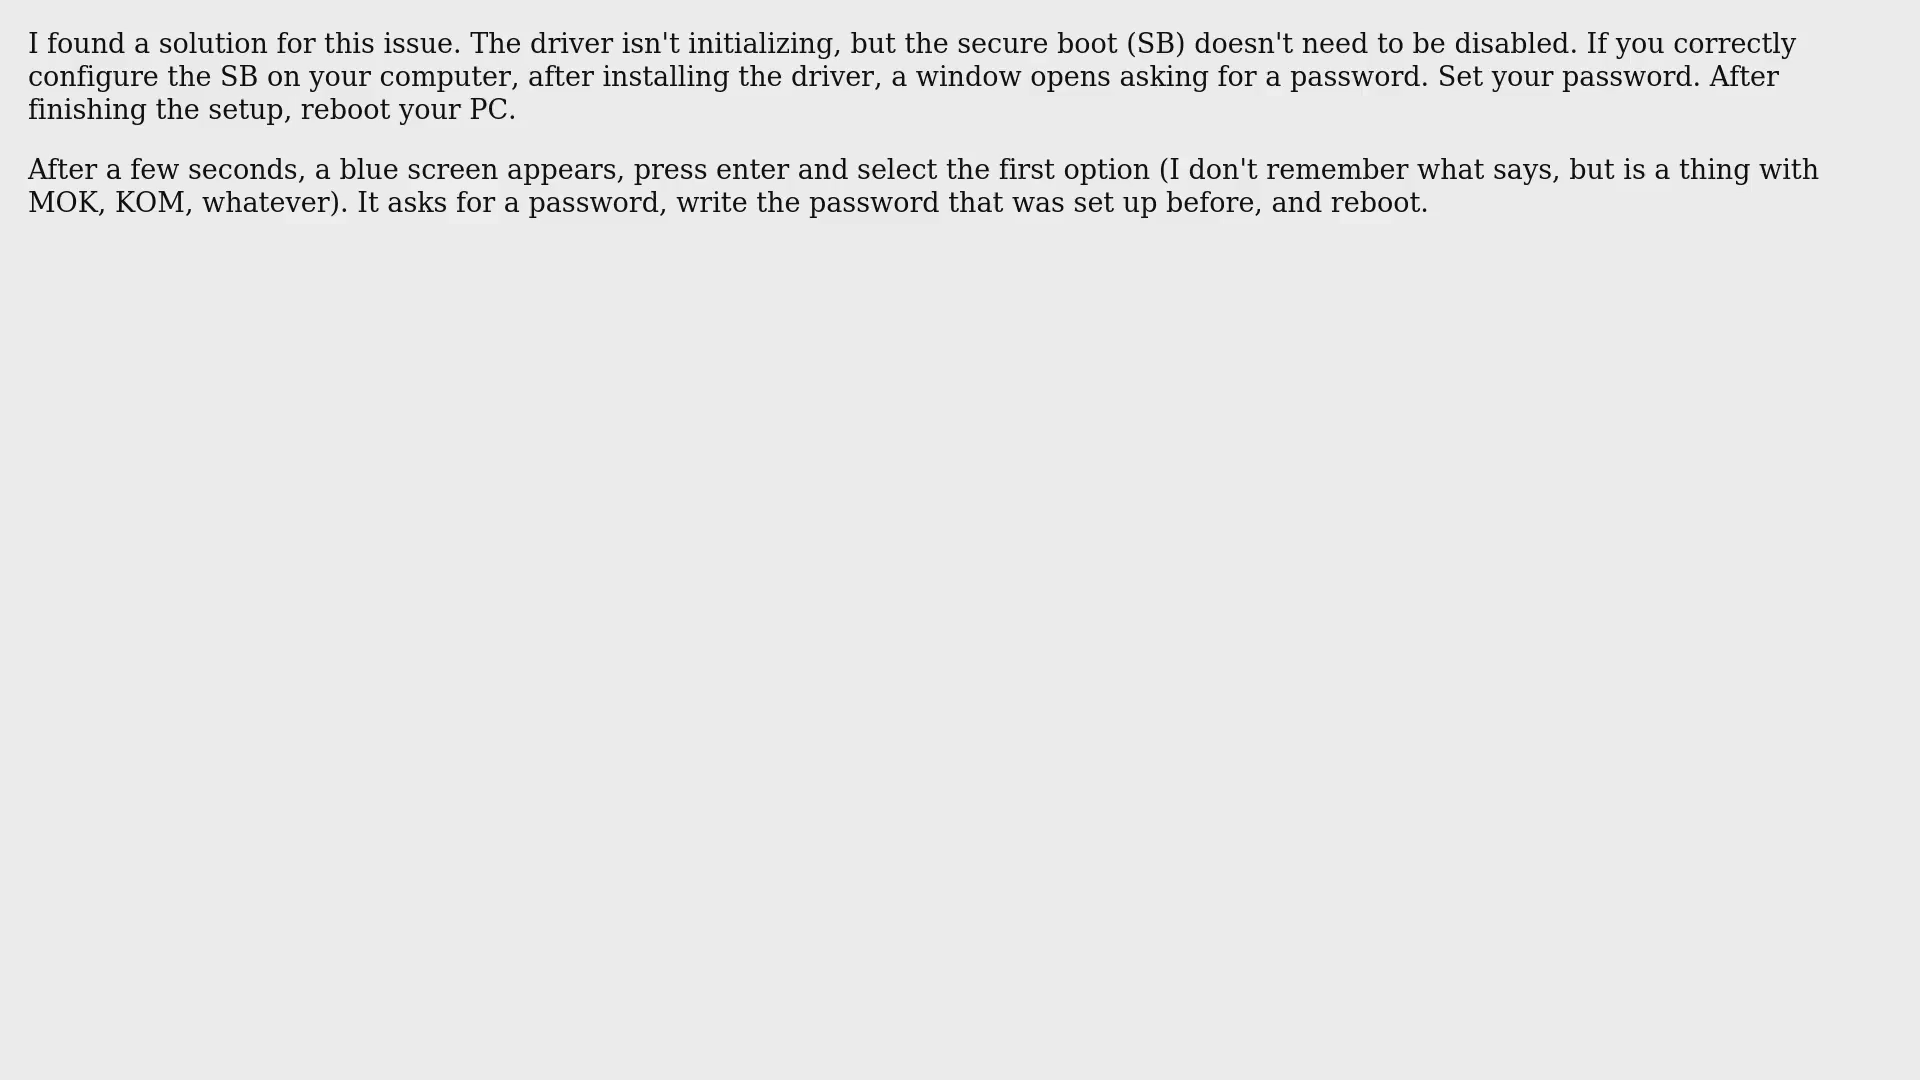 I found a solution for this issue. The driver isn't initializing, but the secure boot (SB) doesn't need to be disabled. If you correctly
configure the SB on your computer, after installing the driver, a window opens asking for a password. Set your password. After
finishing the setup, reboot your PC.
After a few seconds, a blue screen appears, press enter and select the first option (I don't remember what says, but is a thing with
MOK, KOM, whatever). It asks for a password, write the password that was set up before, and reboot.